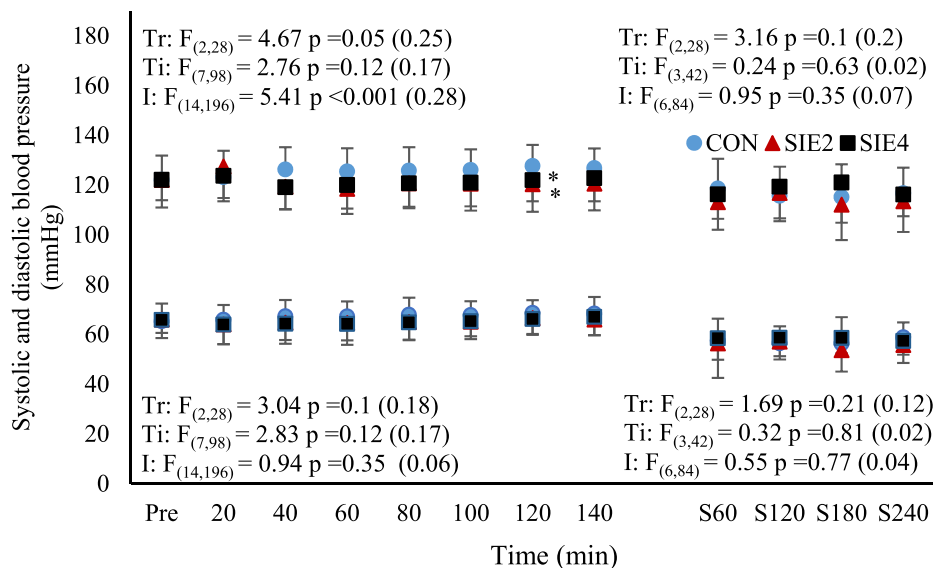 Systolic and diastolic blood pressure
(mmHg)
180
160
140
120
100
80
60
40
20
0
Tr: F(2,28) = 4.67 p =0.05 (0.25)
Ti: F(7,98) = 2.76 p =0.12 (0.17)
I: F(14,196) = 5.41 p <0.001 (0.28)
Tr: F(2,28) = 3.16 p =0.1 (0.2)
Ti: F(3,42) = 0.24 p =0.63 (0.02)
I: F(6,84) = 0.95 p =0.35 (0.07)
CON SIE2 SIE4
*
*
Tr: F(2,28) = 3.04 p =0.1 (0.18)
Ti: F(7,98) = 2.83 p =0.12 (0.17)
I: F(14,196) = 0.94 p =0.35 (0.06)
Tr: F(2,28) = 1.69 p =0.21 (0.12)
Ti: F(3,42) = 0.32 p =0.81 (0.02)
I: F(6,84) = 0.55 p =0.77 (0.04)
Pre 20 40 60 80 100 120 140 S60 S120 S180 S240
Time (min)